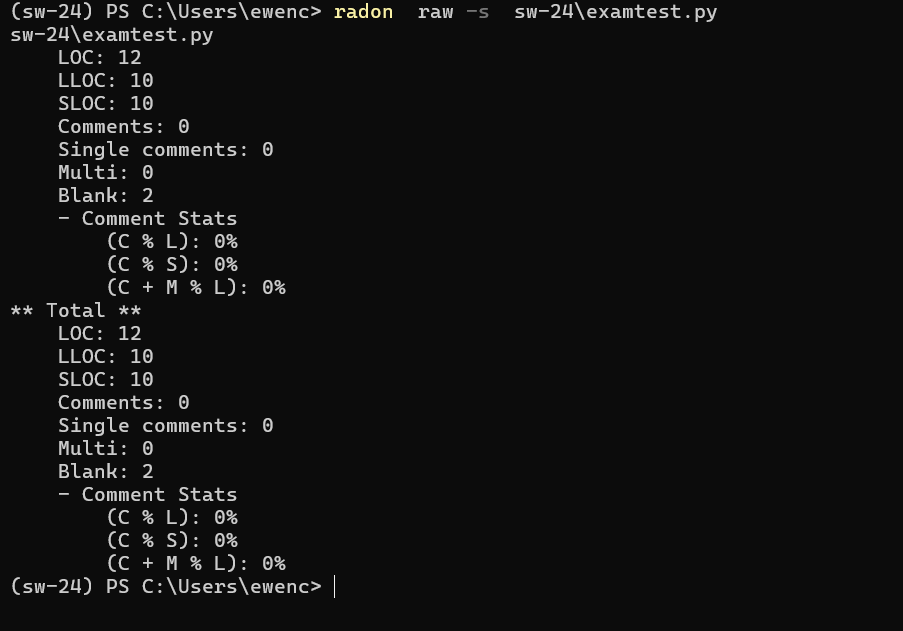 (sw-24) PS C:\Users\ewenc> radon  raw -s  sw-24\examtest.py
sw-24\examtest.py
    LOC: 12
    LLOC: 10
    SLOC: 10
    Comments: 0
    Single comments: 0
    Multi: 0
    Blank: 2
    - Comment Stats
        (C % L): 0%
        (C % S): 0%
        (C + M % L): 0%
** Total **
    LOC: 12
    LLOC: 10
    SLOC: 10
    Comments: 0
    Single comments: 0
    Multi: 0
    Blank: 2
    - Comment Stats
        (C % L): 0%
        (C % S): 0%
        (C + M % L): 0%
(sw-24) PS C:\Users\ewenc>